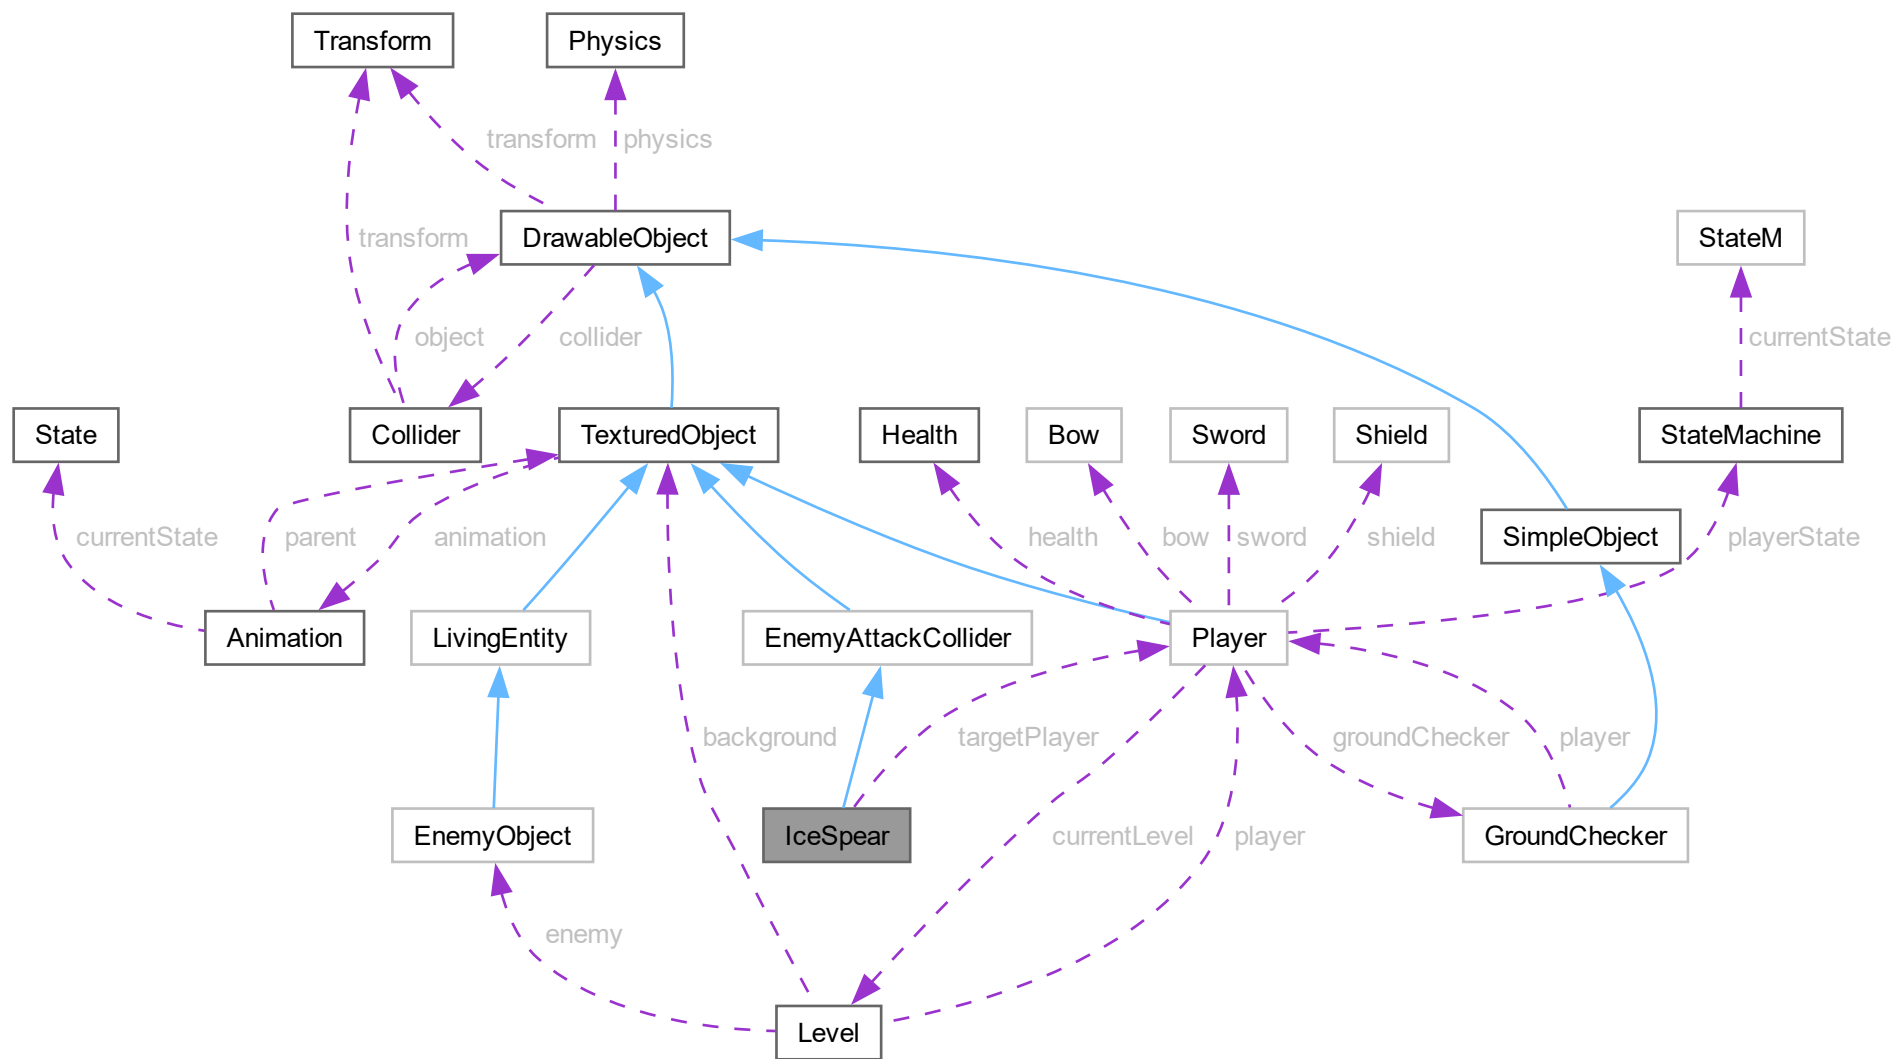 Transform
Physics
transform
physics
transform
DrawableObject
StateM
object
collider
currentState
State
Collider
TexturedObject
Health
Bow
Sword
Shield
StateMachine
currentState
parent
animation
health
bow
sword
shield
SimpleObject
playerState
Animation
LivingEntity
EnemyAttackCollider
Player
background
targetPlayer
groundChecker
player
EnemyObject
IceSpear
currentLevel
player
GroundChecker
enemy
Level